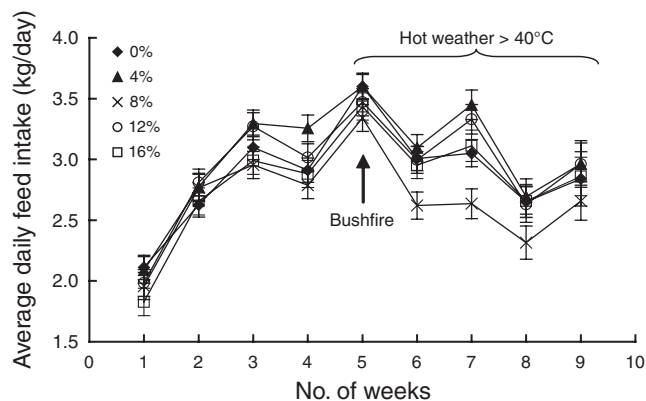 Average daily feed intake (kg/day)
4.0
3.5
3.0
2.5
2.0
1.5
0%
4%
8%
12%
16%
Hot weather > 40°C
Bushfire
0 1 2 3 4 5 6 7 8 9 10
No. of weeks